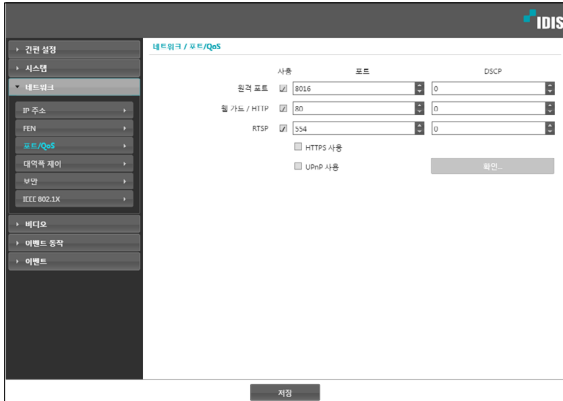 IDIS
간편 설정
시스템
네트워크
IP 주소
FEN
포트/QoS
대역폭 제어
보안
IEEE 802.1X
비디오
이벤트 동작
이벤트
네트워크 / 포트/QoS
사용 포트 DSCP
원격 포트 8016 0
웹 가드 / HTTP 80 0
RTSP 554 0
HTTPS 사용
UPnP 사용 확인...
저장